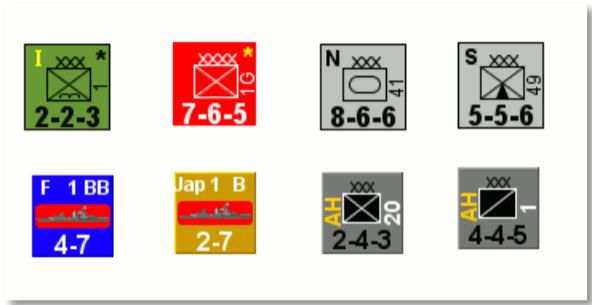 I XXX * 1
2-2-3
XXXX * 1G
7-6-5
N XXX 41
8-6-6
S XXX 49
5-5-6
F 1 BB
4-7
Jap 1 B
2-7
XXX AH 20
2-4-3
XXX AH 1
4-4-5